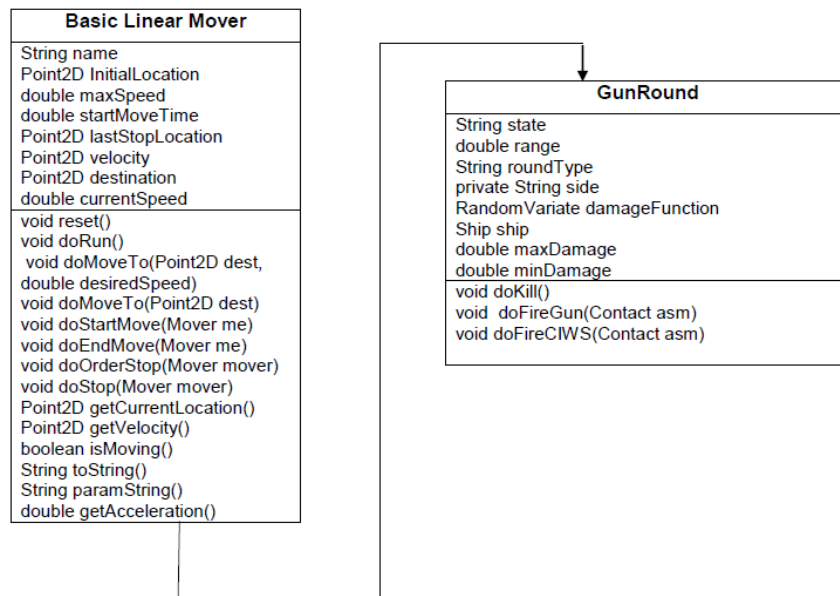 Basic Linear Mover
String name
Point2D InitialLocation
double maxSpeed
double startMoveTime
Point2D lastStopLocation
Point2D velocity
Point2D destination
double currentSpeed
void reset()
void doRun()
void doMoveTo(Point2D dest,
double desiredSpeed)
void doMoveTo(Point2D dest)
void doStartMove(Mover me)
void doEndMove(Mover me)
void doOrderStop(Mover mover)
void doStop(Mover mover)
Point2D getCurrentLocation()
Point2D getVelocity()
boolean isMoving()
String toString()
String paramString()
double getAcceleration()
GunRound
String state
double range
String roundType
private String side
RandomVariate damageFunction
Ship ship
double maxDamage
double minDamage
void doKill()
void doFireGun(Contact asm)
void doFireCIWS(Contact asm)